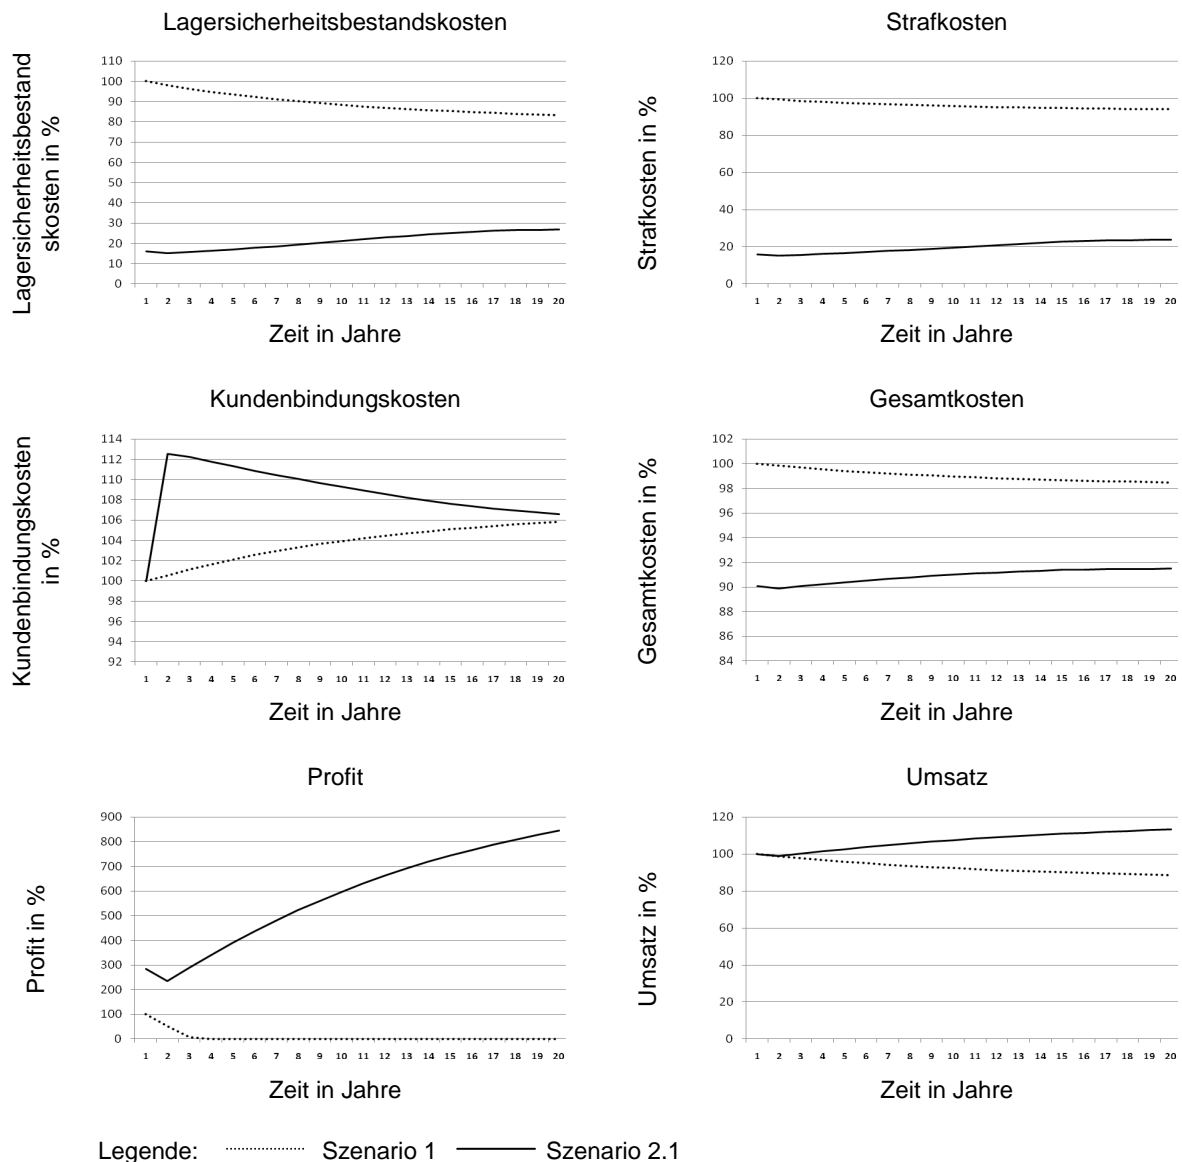 Lagersicherheitsbestandskosten
Lagersicherheitsbestand
skosten in %
110
100
90
80
70
60
50
40
30
20
10
0
1 2 3 4 5 6 7 8 9 10 11 12 13 14 15 16 17 18 19 20
Zeit in Jahre
Strafkosten
Strafkosten in %
120
100
80
60
40
20
0
1 2 3 4 5 6 7 8 9 10 11 12 13 14 15 16 17 18 19 20
Zeit in Jahre
Kundenbindungskosten
Kundenbindungskosten
in %
114
112
110
108
106
104
102
100
98
96
94
92
1 2 3 4 5 6 7 8 9 10 11 12 13 14 15 16 17 18 19 20
Zeit in Jahre
Gesamtkosten
Gesamtkosten in %
102
100
98
96
94
92
90
88
86
84
1 2 3 4 5 6 7 8 9 10 11 12 13 14 15 16 17 18 19 20
Zeit in Jahre
Profit
Profit in %
900
800
700
600
500
400
300
200
100
0
1 2 3 4 5 6 7 8 9 10 11 12 13 14 15 16 17 18 19 20
Zeit in Jahre
Umsatz
Umsatz in %
120
100
80
60
40
20
0
1 2 3 4 5 6 7 8 9 10 11 12 13 14 15 16 17 18 19 20
Zeit in Jahre
Legende: Szenario 1 Szenario 2.1